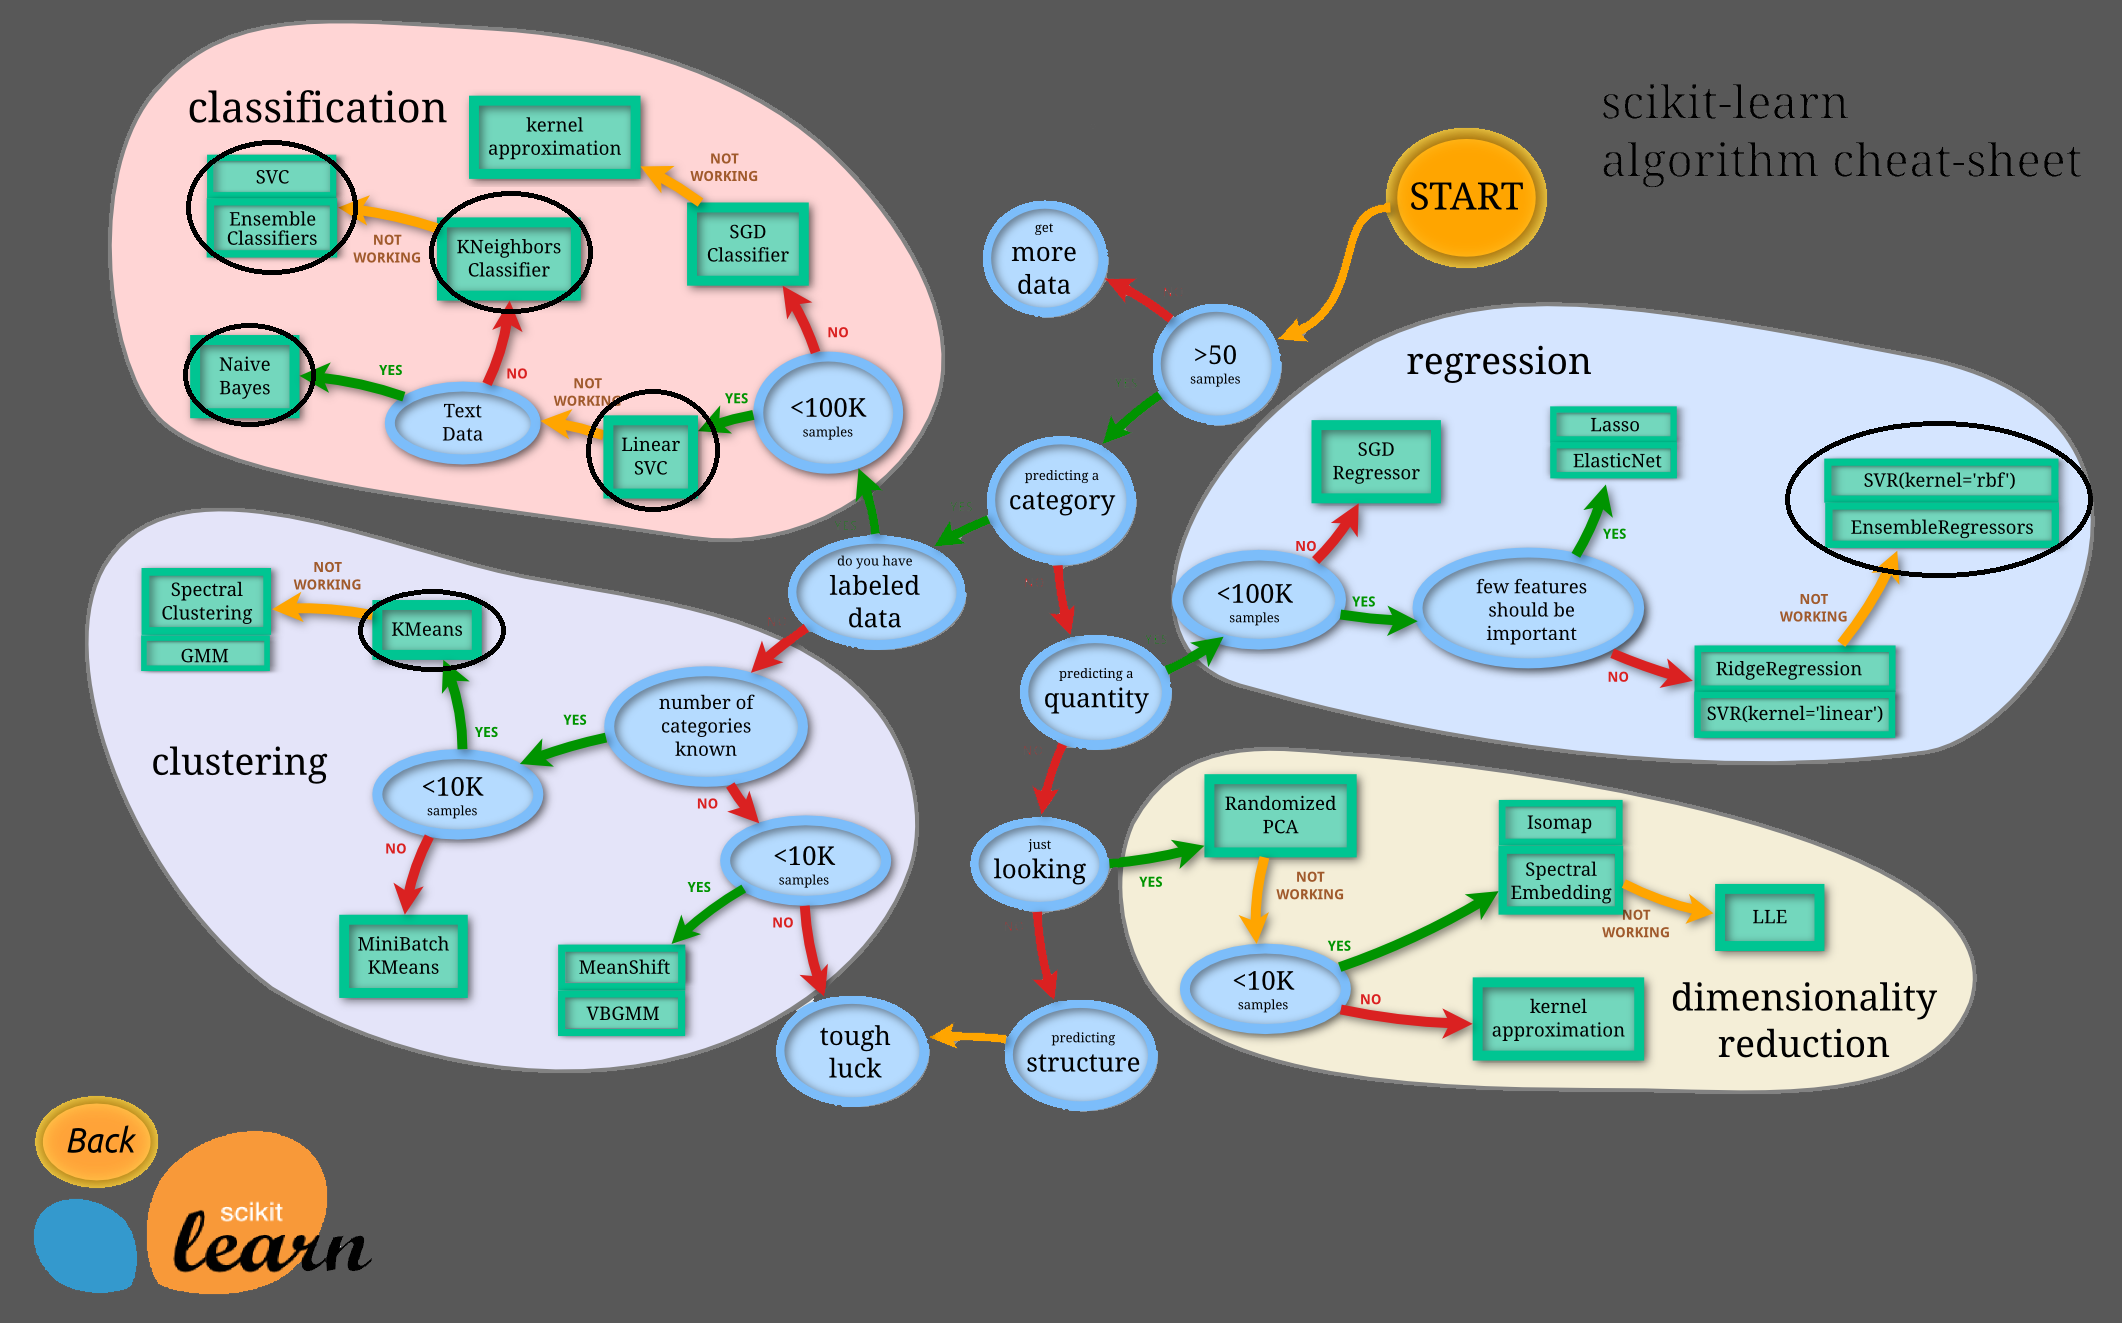 scikit-learn
algorithm cheat-sheet
START
classification
kernel
approximation
NOT
WORKING
SVC
Ensemble
Classifiers
NOT
WORKING
KNeighbors
Classifier
SGD
Classifier
NO
Naive
Bayes
YES
Text
Data
NO
NOT
WORKING
Linear
SVC
YES
<100K
samples
get
more
data
>50
samples
predicting a
category
do you have
labeled
data
predicting a
quantity
just
looking
predicting
structure
tough
luck
regression
SGD
Regressor
Lasso
ElasticNet
SVR(kernel='rbf')
EnsembleRegressors
NO
YES
<100K
samples
YES
few features
should be
important
NOT
WORKING
NO
RidgeRegression
SVR(kernel='linear')
clustering
Spectral
Clustering
GMM
NOT
WORKING
KMeans
YES
YES
number of
categories
known
<10K
samples
NO
NO
<10K
samples
YES
NO
MiniBatch
KMeans
MeanShift
VBGMM
YES
Randomized
PCA
NOT
WORKING
Isomap
Spectral
Embedding
NOT
WORKING
LLE
YES
<10K
samples
NO
kernel
approximation
dimensionality
reduction
Back
scikit
learn